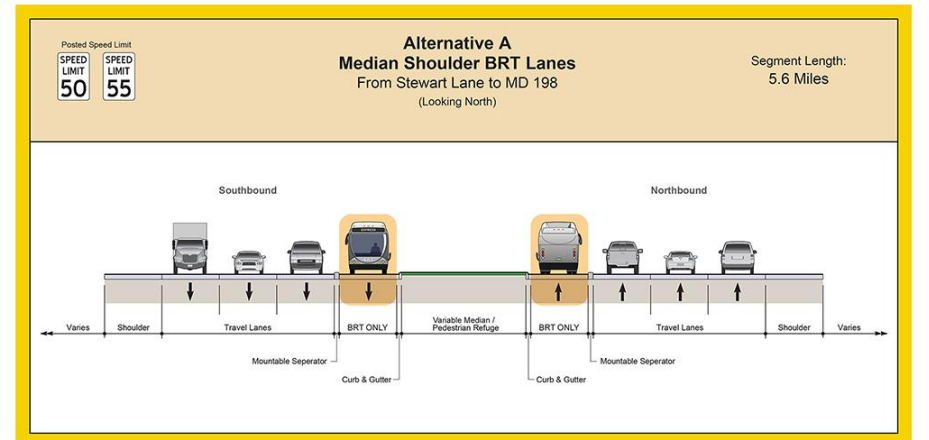 Posted Speed Limit
SPEED
LIMIT
50
SPEED
LIMIT
55
Alternative A
Median Shoulder BRT Lanes
From Stewart Lane to MD 198
(Looking North)
Segment Length:
5.6 Miles
Southbound
Northbound
EXPRESS
Varies
Shoulder
Travel Lanes
BRT ONLY
Variable Median /
Pedestrian Refuge
BRT ONLY
Travel Lanes
Shoulder
Varies
Mountable Seperator
Mountable Seperator
Curb & Gutter
Curb & Gutter